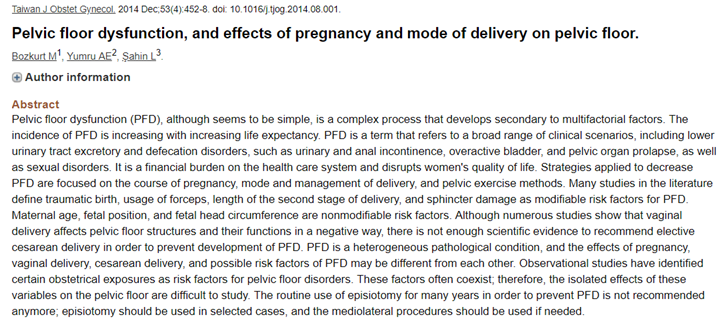 Taiwan J Obstet Gynecol. 2014 Dec;53(4):452-8. doi: 10.1016/j.tjog.2014.08.001.
Pelvic floor dysfunction, and effects of pregnancy and mode of delivery on pelvic floor.
Bozkurt M1, Yumru AE2, Şahin L3.
Author information
Abstract
Pelvic floor dysfunction (PFD), although seems to be simple, is a complex process that develops secondary to multifactorial factors. The
incidence of PFD is increasing with increasing life expectancy. PFD is a term that refers to a broad range of clinical scenarios, including lower
urinary tract excretory and defecation disorders, such as urinary and anal incontinence, overactive bladder, and pelvic organ prolapse, as well
as sexual disorders. It is a financial burden on the health care system and disrupts women's quality of life. Strategies applied to decrease
PFD are focused on the course of pregnancy, mode and management of delivery, and pelvic exercise methods. Many studies in the literature
define traumatic birth, usage of forceps, length of the second stage of delivery, and sphincter damage as modifiable risk factors for PFD.
Maternal age, fetal position, and fetal head circumference are nonmodifiable risk factors. Although numerous studies show that vaginal
delivery affects pelvic floor structures and their functions in a negative way, there is not enough scientific evidence to recommend elective
cesarean delivery in order to prevent development of PFD. PFD is a heterogeneous pathological condition, and the effects of pregnancy,
vaginal delivery, cesarean delivery, and possible risk factors of PFD may be different from each other. Observational studies have identified
certain obstetrical exposures as risk factors for pelvic floor disorders. These factors often coexist; therefore, the isolated effects of these
variables on the pelvic floor are difficult to study. The routine use of episiotomy for many years in order to prevent PFD is not recommended
anymore; episiotomy should be used in selected cases, and the mediolateral procedures should be used if needed.